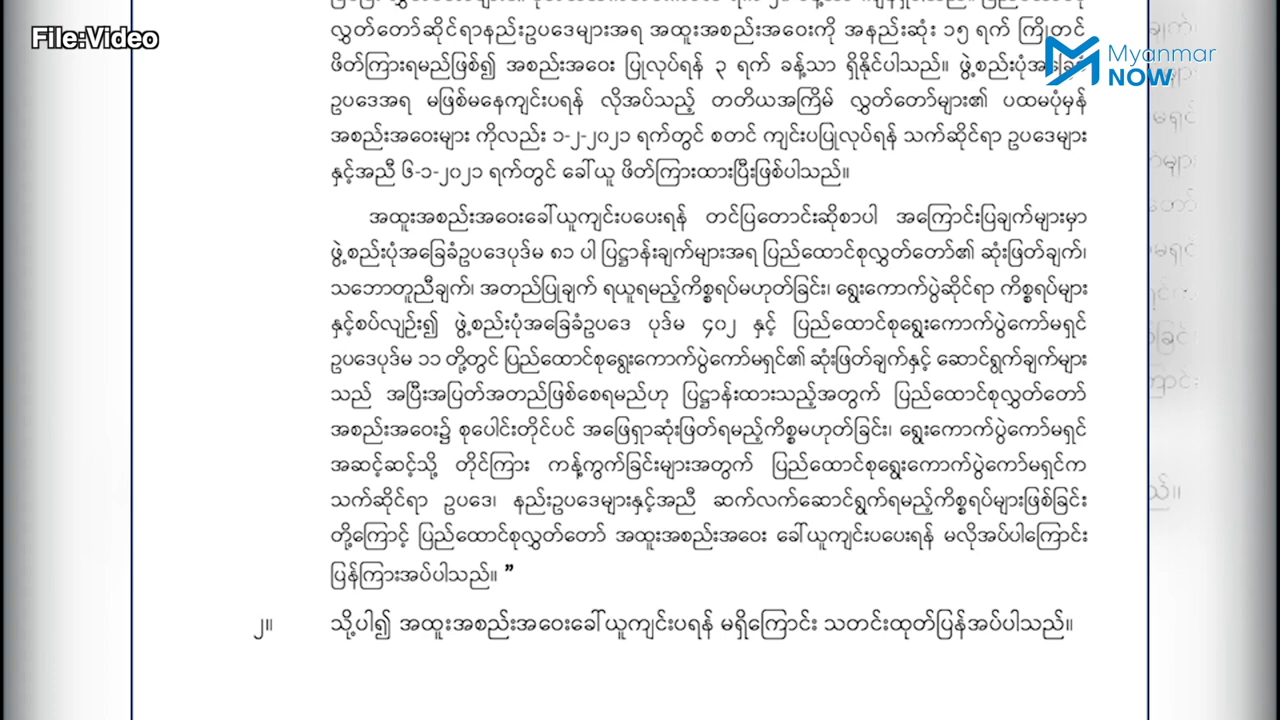 File:Video
Myanmar
NOW
လွှတ်တော်ဆိုင်ရာနည်းဥပဒေများအရ အထူးအစည်းအဝေးကို အနည်းဆုံး ၁၅ ရက် ကြိုတင်
ဖိတ်ကြားရမည်ဖြစ်၍ အစည်းအဝေး ပြုလုပ်ရန် ၃ ရက် ခန့်သာ ရှိနိုင်ပါသည်။ ဖွဲ့စည်းပုံအခြေခံ
ဥပဒေအရ မဖြစ်မနေကျင်းပရန် လိုအပ်သည့် တတိယအကြိမ် လွှတ်တော်များ၏ ပထမပုံမှန်
အစည်းအဝေးများ ကိုလည်း ၁-၂-၂၀၂၁ ရက်တွင် စတင် ကျင်းပပြုလုပ်ရန် သက်ဆိုင်ရာ ဥပဒေများ
နှင့်အညီ ၆-၁-၂၀၂၁ ရက်တွင် ခေါ်ယူ ဖိတ်ကြားထားပြီးဖြစ်ပါသည်။
အထူးအစည်းအဝေးခေါ်ယူကျင်းပပေးရန် တင်ပြတောင်းဆိုစာပါ အကြောင်းပြချက်များမှာ
ဖွဲ့စည်းပုံအခြေခံဥပဒေပုဒ်မ ၈၁ ပါ ပြဋ္ဌာန်းချက်များအရ ပြည်ထောင်စုလွှတ်တော်၏ ဆုံးဖြတ်ချက်၊
သဘောတူညီချက်၊ အတည်ပြုချက် ရယူရမည့်ကိစ္စရပ်မဟုတ်ခြင်း၊ ရွေးကောက်ပွဲဆိုင်ရာ ကိစ္စရပ်များ
နှင့်စပ်လျဉ်း၍ ဖွဲ့စည်းပုံအခြေခံဥပဒေ ပုဒ်မ ၄၀၂ နှင့် ပြည်ထောင်စုရွေးကောက်ပွဲကော်မရှင်
ဥပဒေပုဒ်မ ၁၁ တို့တွင် ပြည်ထောင်စုရွေးကောက်ပွဲကော်မရှင်၏ ဆုံးဖြတ်ချက်နှင့် ဆောင်ရွက်ချက်များ
သည် အပြီးအပြတ်အတည်ဖြစ်စေရမည်ဟု ပြဋ္ဌာန်းထားသည့်အတွက် ပြည်ထောင်စုလွှတ်တော်
အစည်းအဝေး၌ စုပေါင်းတိုင်ပင် အဖြေရှာဆုံးဖြတ်ရမည့်ကိစ္စမဟုတ်ခြင်း၊ ရွေးကောက်ပွဲကော်မရှင်
အဆင့်ဆင့်သို့ တိုင်ကြား ကန့်ကွက်ခြင်းများအတွက် ပြည်ထောင်စုရွေးကောက်ပွဲကော်မရှင်က
သက်ဆိုင်ရာ ဥပဒေ၊ နည်းဥပဒေများနှင့်အညီ ဆက်လက်ဆောင်ရွက်ရမည့်ကိစ္စရပ်များဖြစ်ခြင်း
တို့ကြောင့် ပြည်ထောင်စုလွှတ်တော် အထူးအစည်းအဝေး ခေါ်ယူကျင်းပပေးရန် မလိုအပ်ပါကြောင်း
ပြန်ကြားအပ်ပါသည်။ ”
၂။ သို့ပါ၍ အထူးအစည်းအဝေးခေါ်ယူကျင်းပရန် မရှိကြောင်း သတင်းထုတ်ပြန်အပ်ပါသည်။